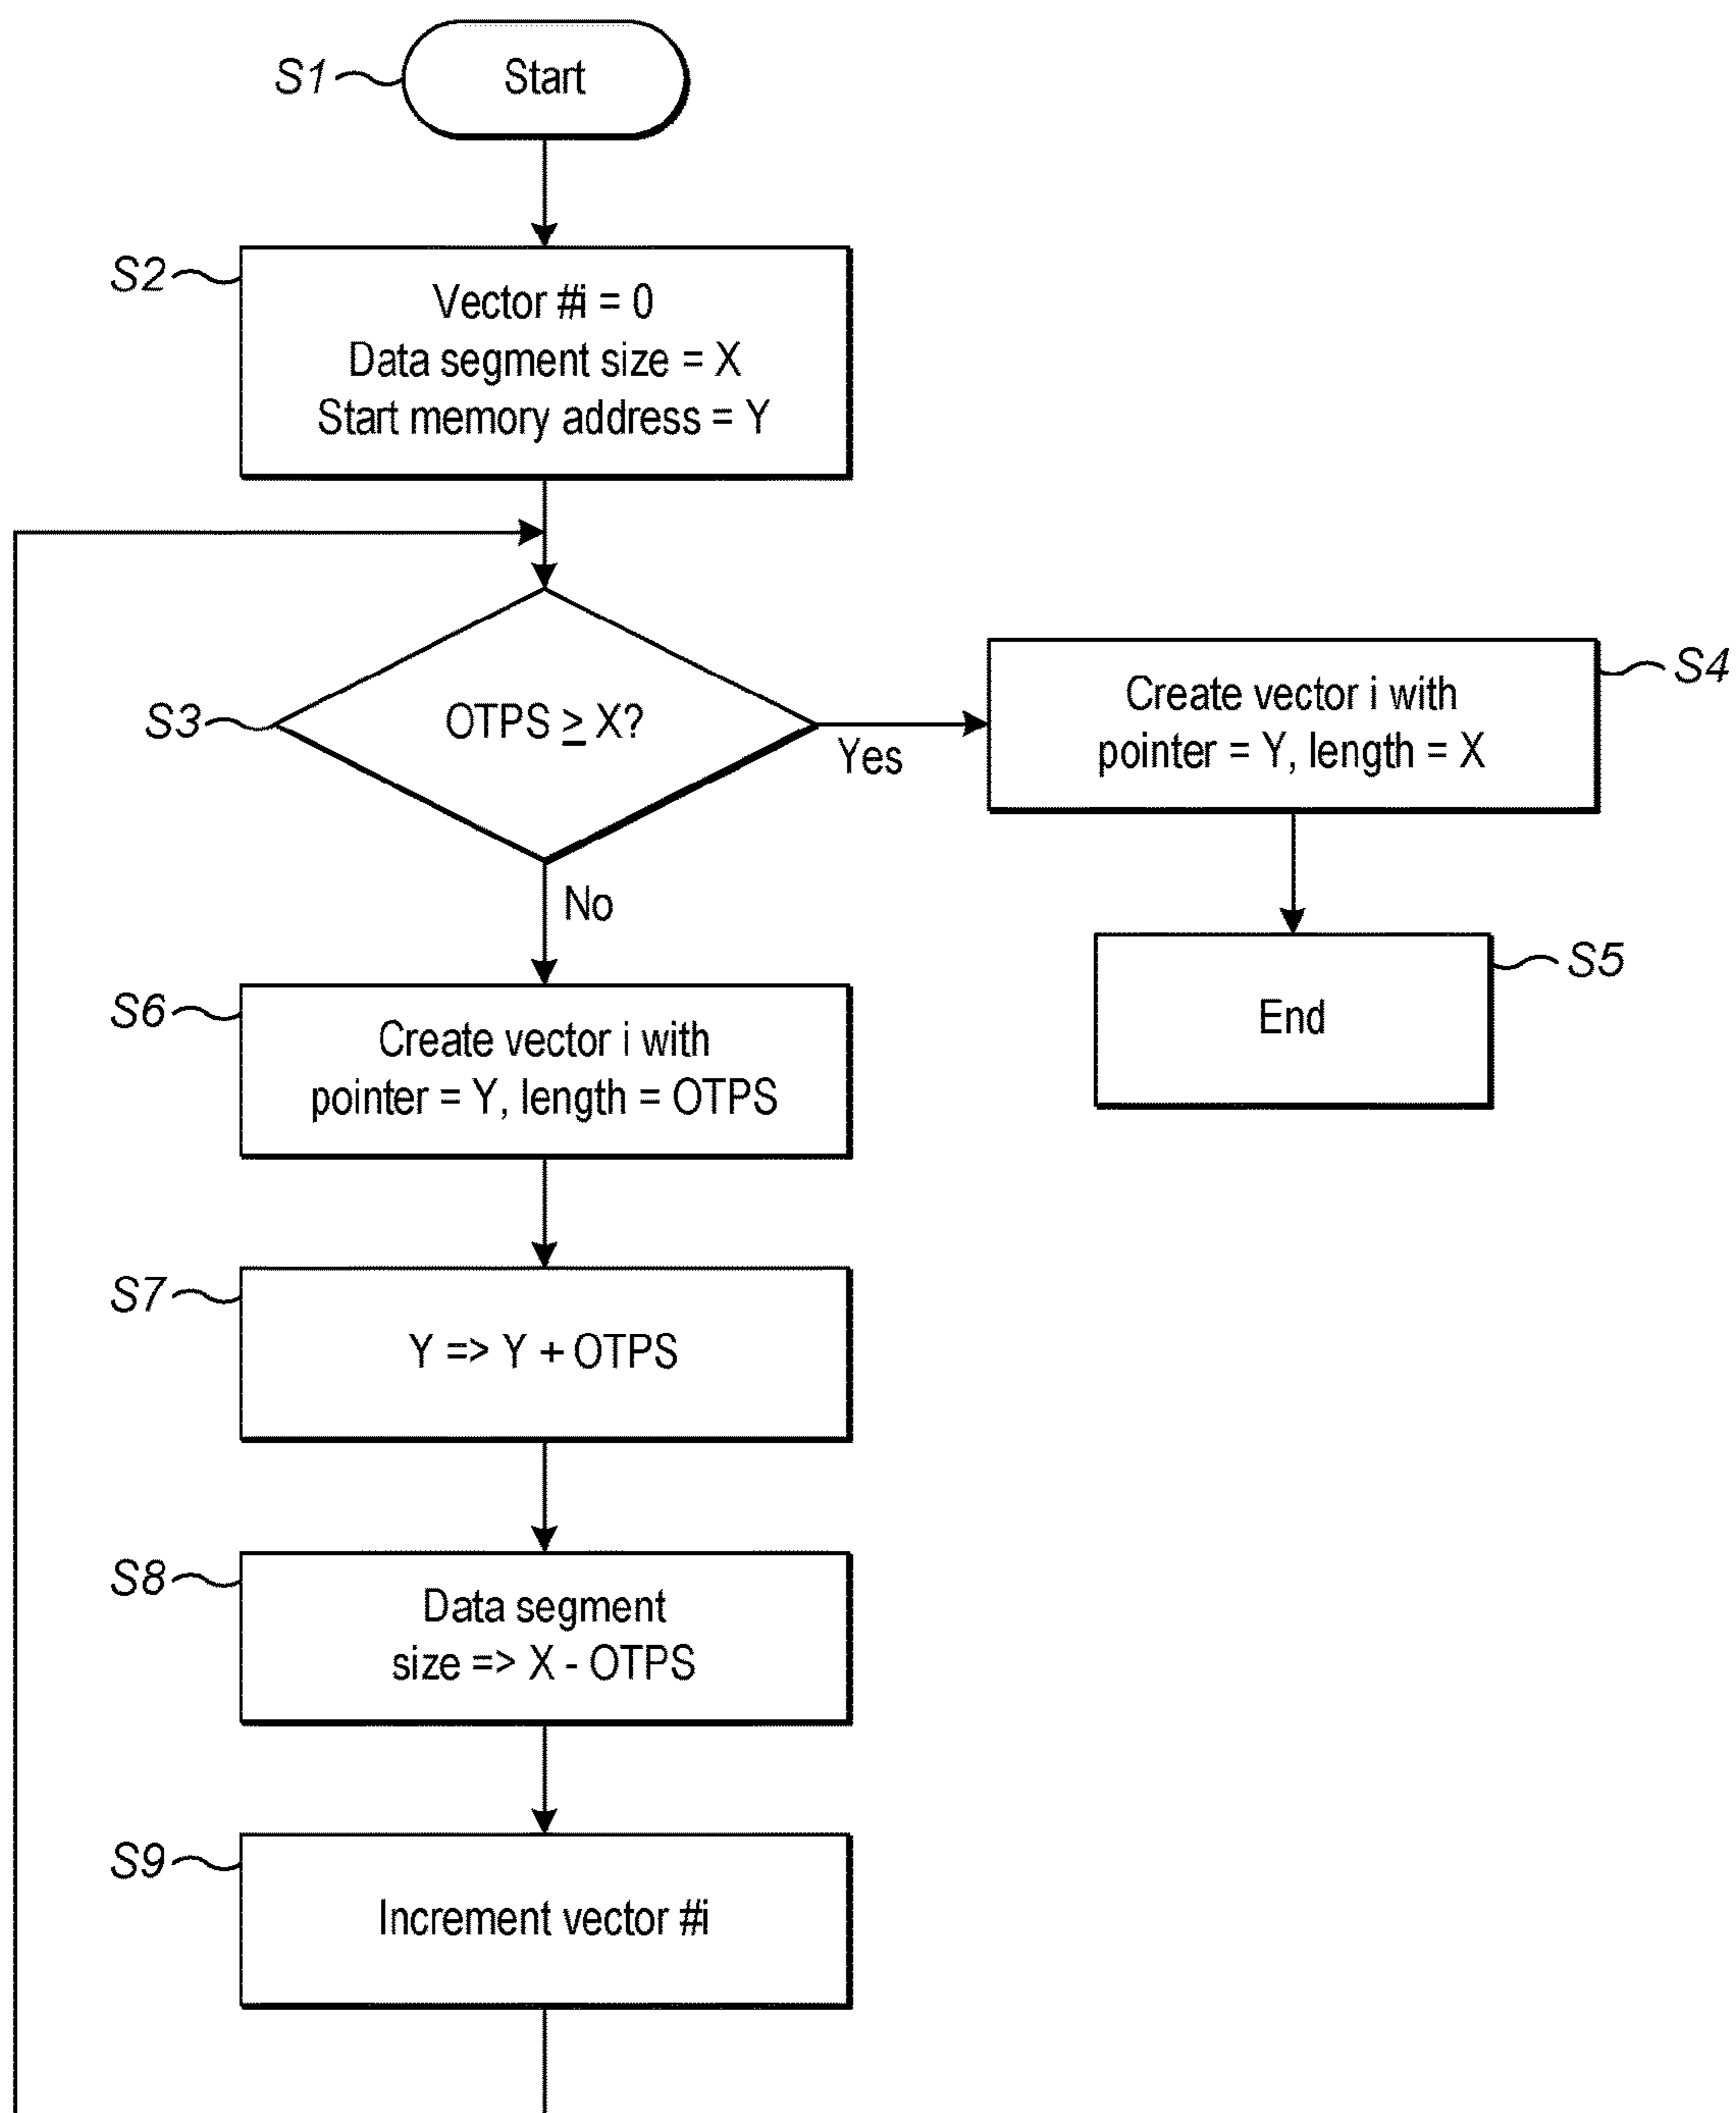 S1
Start
S2
Vector #i = 0
Data segment size = X
Start memory address = Y
S3
OTPS ≥ X?
Yes
S4
Create vector i with
pointer = Y, length = X
No
S5
End
S6
Create vector i with
pointer = Y, length = OTPS
S7
Y => Y + OTPS
S8
Data segment
size => X - OTPS
S9
Increment vector #i